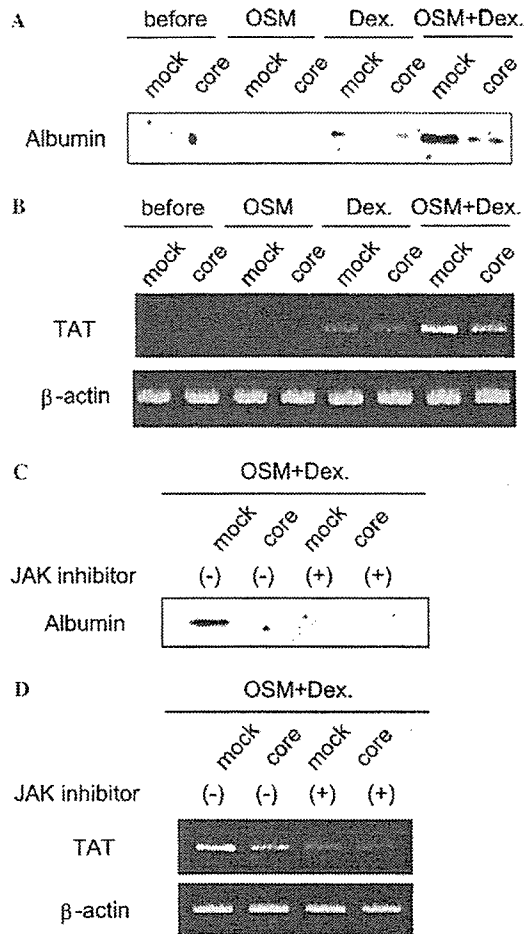 A
before OSM Dex. OSM+Dex.
mock core mock core mock core mock core
Albumin
B
before OSM Dex. OSM+Dex.
mock core mock core mock core mock core
TAT
β-actin
C
OSM+Dex.
mock core mock core
JAK inhibitor (-) (-) (+) (+)
Albumin
D
OSM+Dex.
mock core mock core
JAK inhibitor (-) (-) (+) (+)
TAT
β-actin